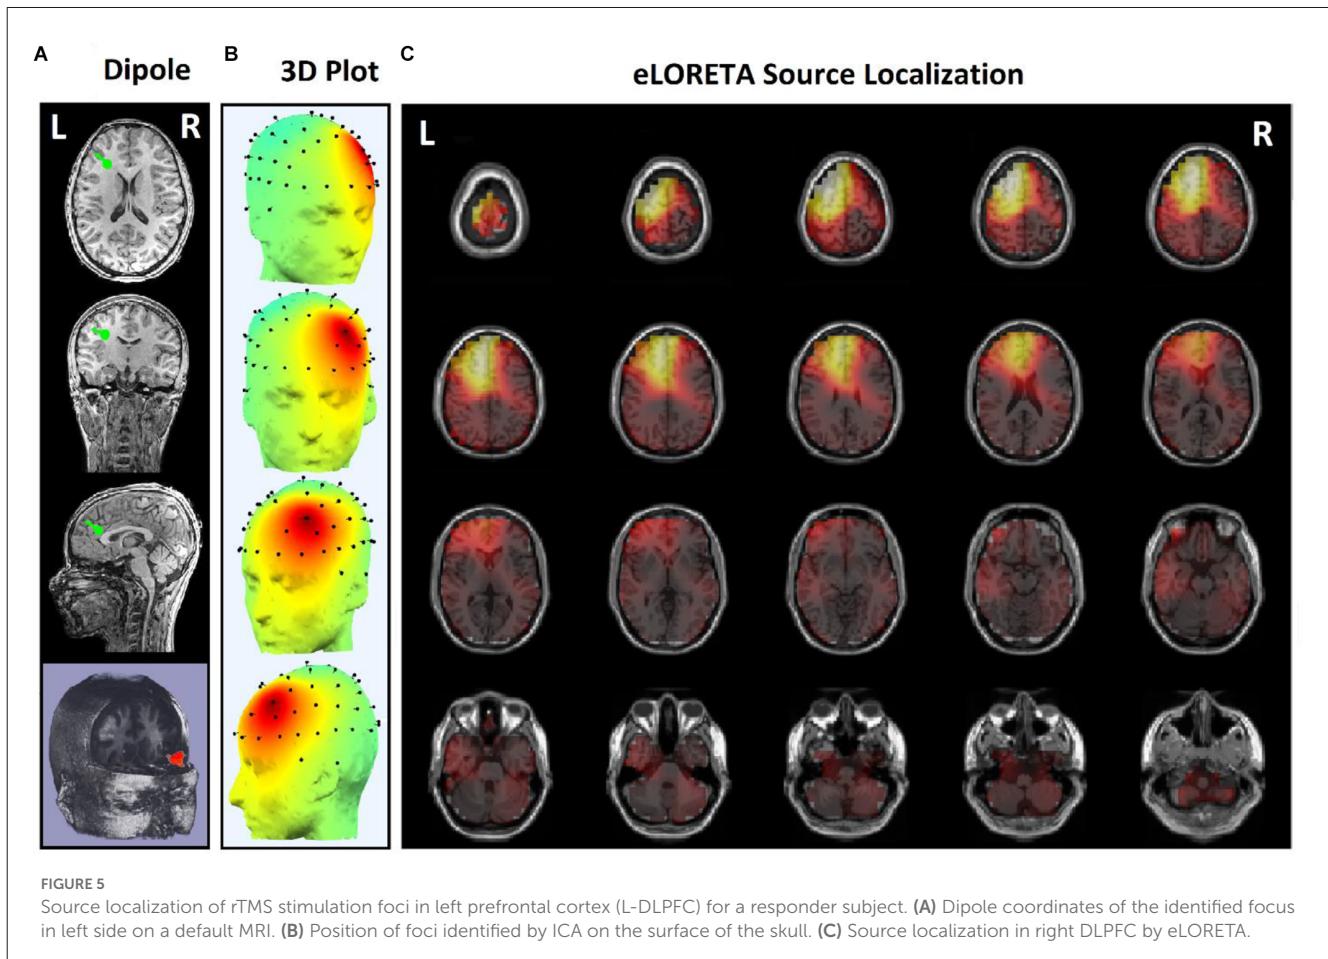 A
Dipole
B
3D Plot
C
eLORETA Source Localization
L R
L R
FIGURE 5
Source localization of rTMS stimulation foci in left prefrontal cortex (L-DLPFC) for a responder subject. (A) Dipole coordinates of the identified focus
in left side on a default MRI. (B) Position of foci identified by ICA on the surface of the skull. (C) Source localization in right DLPFC by eLORETA.